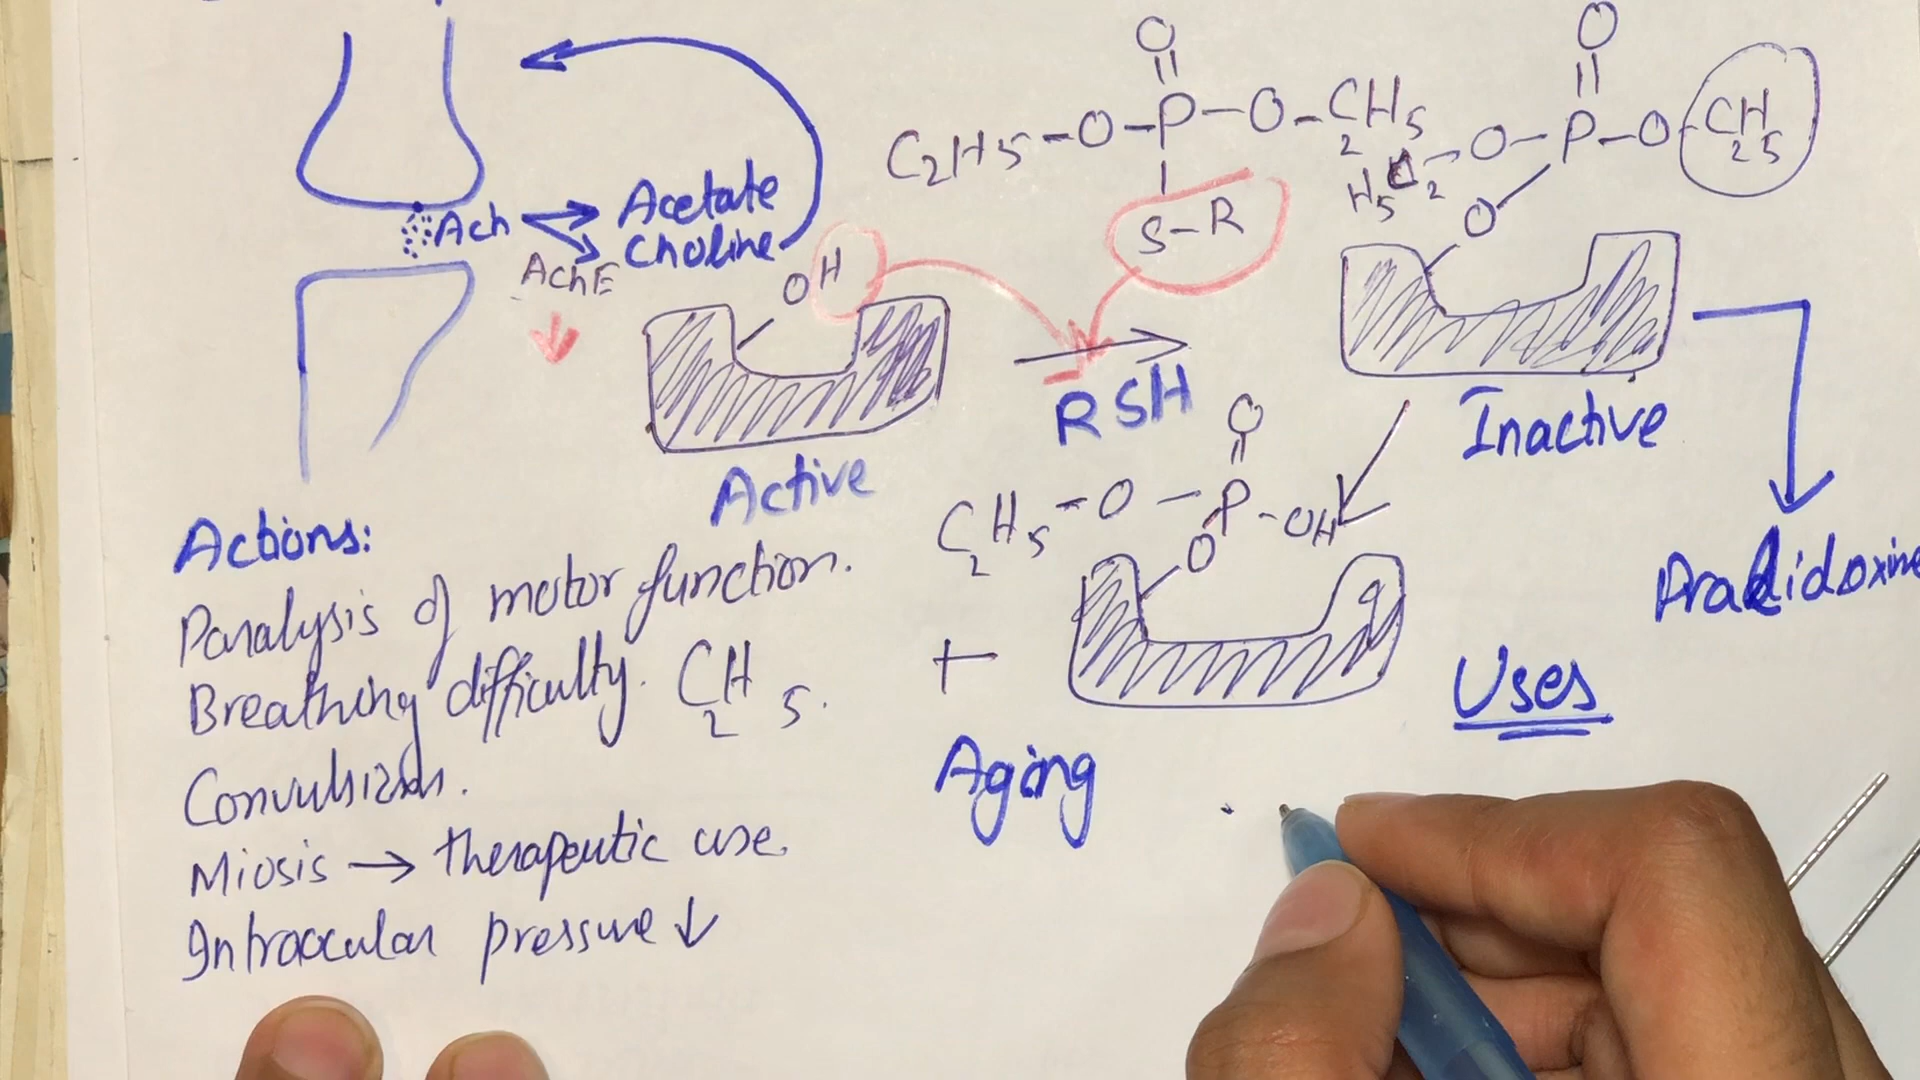 O
O
C2H5-O-P-O-C2H5
H5C2-O-P-O-C2H5
S-R
O
Ach
Acetate
Choline
AchE
OH
RSH
Active
Inactive
O
C2H5-O-P-OH
O
Pralidoxime
Actions:
Paralysis of motor function.
Breathing difficulty.
C2H5.
+
Convulsion.
Aging
Uses
Miosis → therapeutic use.
Intraocular pressure ↓